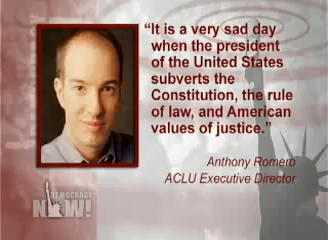 “It is a very sad day
when the president
of the United States
subverts the
Constitution, the rule
of law, and American
values of justice.”
Anthony Romero
ACLU Executive Director
DEMOCRACY
NOW!